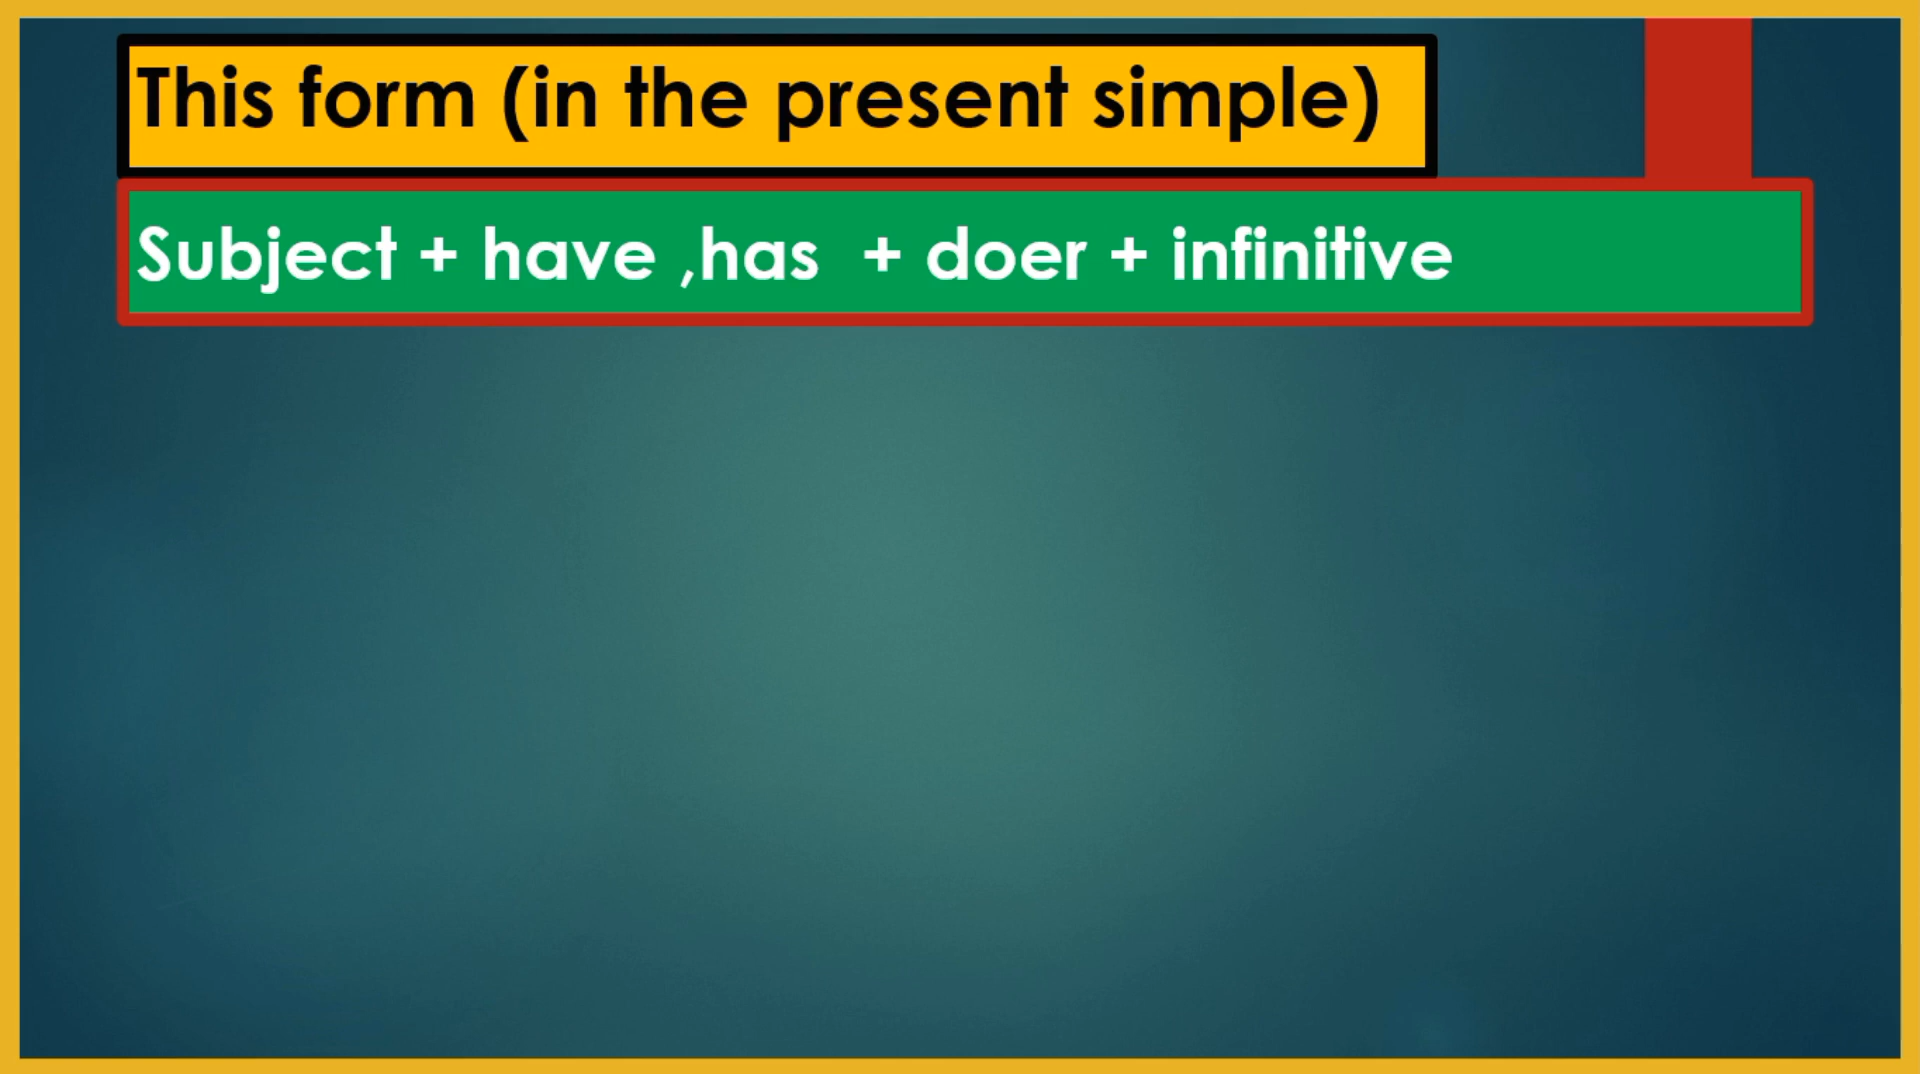 This form (in the present simple)
Subject + have ,has  + doer + infinitive